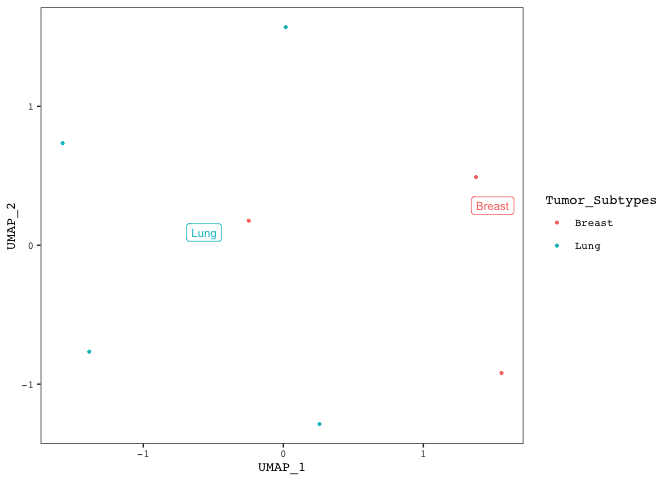 1
0
−1
UMAP_2
Lung
Breast
−1
0
1
UMAP_1
Tumor_Subtypes
Breast
Lung